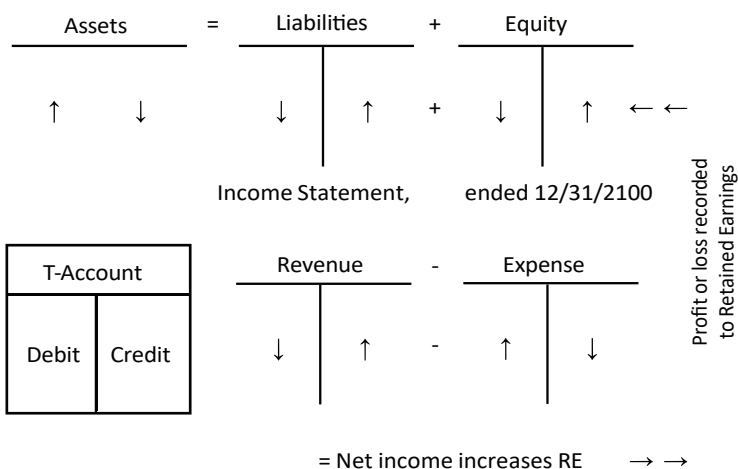 Assets = Liabilities + Equity
↑ ↓ ↓ ↑ + ↓ ↑ ← ←
Income Statement, ended 12/31/2100
Profit or loss recorded
to Retained Earnings
T-Account
Debit Credit
Revenue - Expense
↓ ↑ - ↑ ↓
= Net income increases RE → →